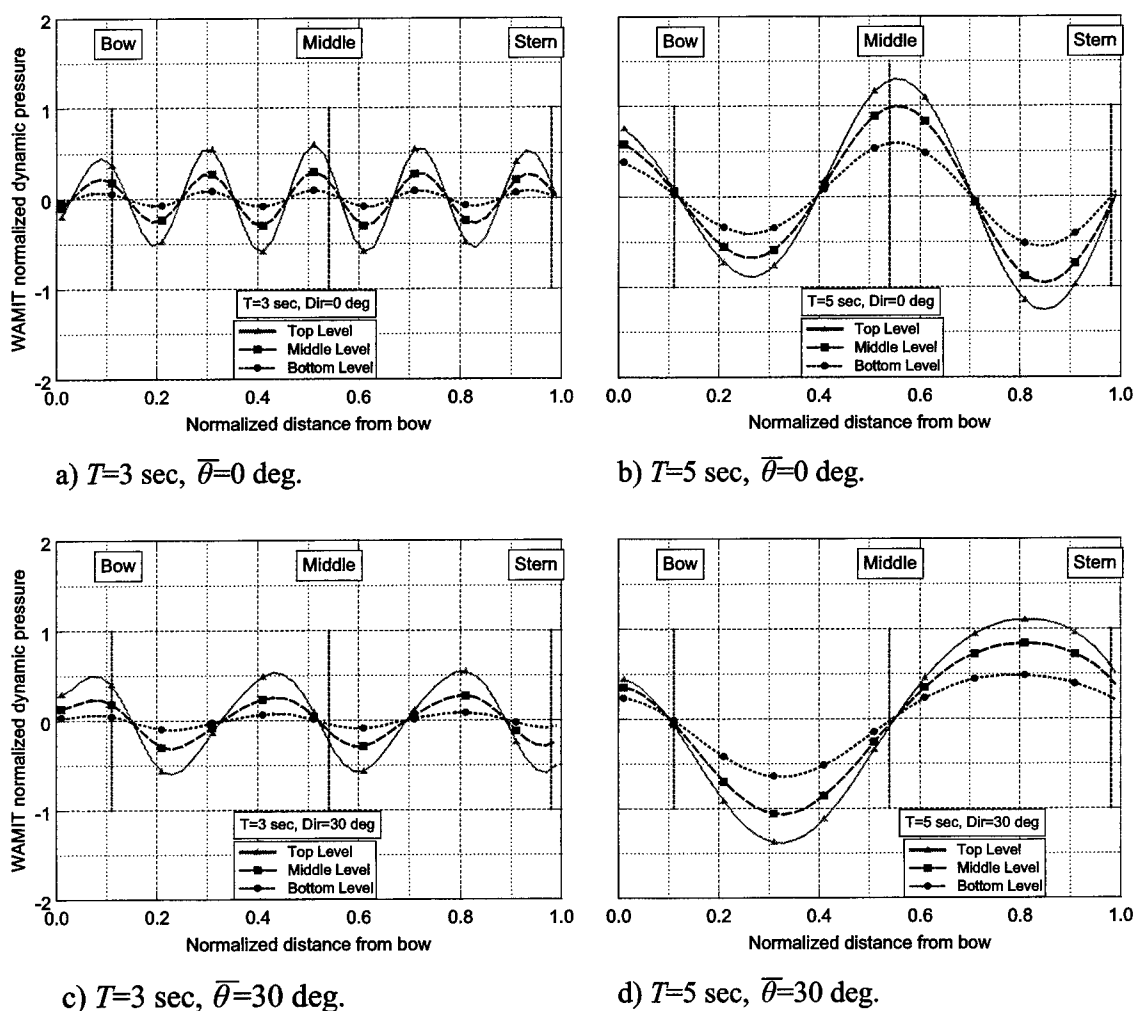 2
1
0
-1
-2
WAMIT normalized dynamic pressure
Bow
Middle
Stern
T=3 sec, Dir=0 deg
Top Level
Middle Level
Bottom Level
0.0 0.2 0.4 0.6 0.8 1.0
Normalized distance from bow
a) T=3 sec, θ̅=0 deg.
Bow
Middle
Stern
T=5 sec, Dir=0 deg
Top Level
Middle Level
Bottom Level
0.0 0.2 0.4 0.6 0.8 1.0
Normalized distance from bow
b) T=5 sec, θ̅=0 deg.
2
1
0
-1
-2
WAMIT normalized dynamic pressure
Bow
Middle
Stern
T=3 sec, Dir=30 deg
Top Level
Middle Level
Bottom Level
0.0 0.2 0.4 0.6 0.8 1.0
Normalized distance from bow
c) T=3 sec, θ̅=30 deg.
Bow
Middle
Stern
T=5 sec, Dir=30 deg
Top Level
Middle Level
Bottom Level
0.0 0.2 0.4 0.6 0.8 1.0
Normalized distance from bow
d) T=5 sec, θ̅=30 deg.